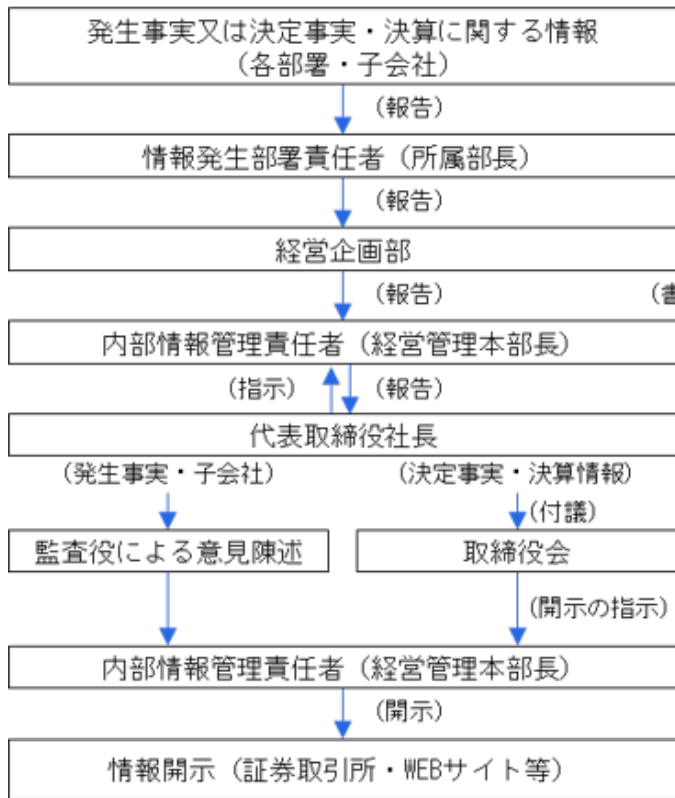 発生事実又は決定事実・決算に関する情報
(各部署・子会社)
(報告)
情報発生部署責任者(所属部長)
(報告)
経営企画部
(報告)
(書
内部情報管理責任者(経営管理本部長)
(指示)
(報告)
代表取締役社長
(発生事実・子会社)
(決定事実・決算情報)
(付議)
監査役による意見陳述
取締役会
(開示の指示)
内部情報管理責任者(経営管理本部長)
(開示)
情報開示(証券取引所・WEBサイト等)